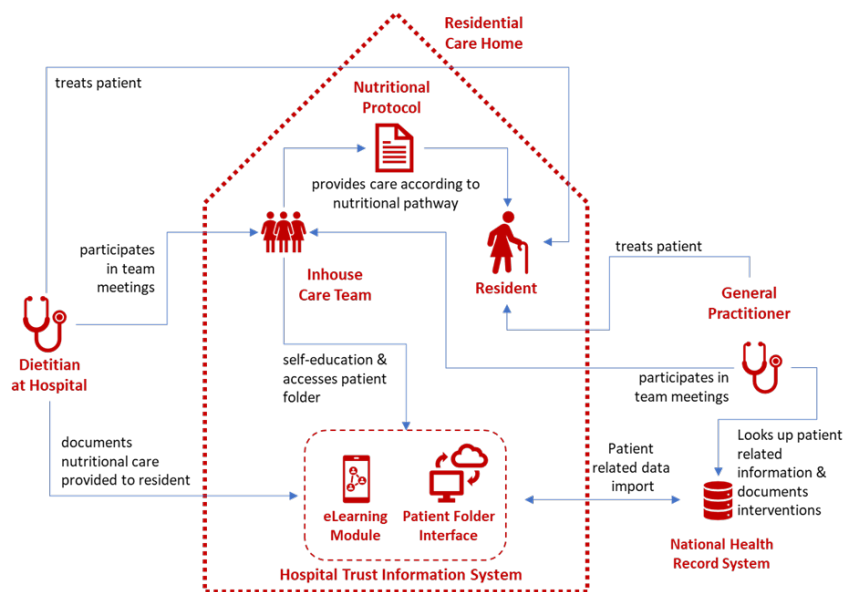 Residential
Care Home
treats patient
Nutritional
Protocol
provides care according to
nutritional pathway
participates
in team
meetings
Inhouse
Care Team
Resident
treats patient
General
Practitioner
Dietitian
at Hospital
self-education &
accesses patient
folder
participates in
team meetings
documents
nutritional care
provided to resident
Patient
related data
import
Looks up patient
related
information &
documents
interventions
eLearning
Module
Patient Folder
Interface
National Health
Record System
Hospital Trust Information System